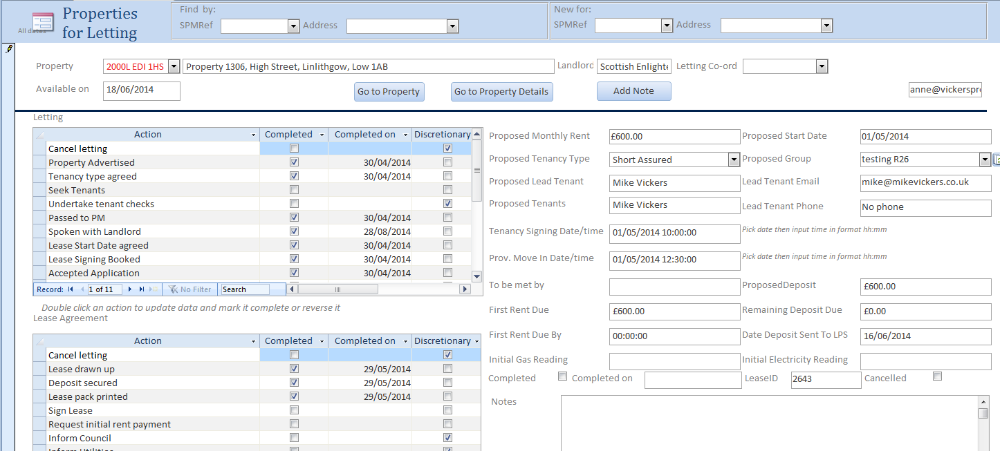 Properties
for Letting
All dates
Find by:
SPMRef Address
New for:
SPMRef Address
Property 2000L EDI 1HS Property 1306, High Street, Linlithgow, Low 1AB Landlord Scottish Enlighte Letting Co-ord
Available on 18/06/2014 Go to Property Go to Property Details Add Note anne@vickerspr
Letting
Action Completed Completed on Discretionary
Cancel letting
Property Advertised 30/04/2014
Tenancy type agreed 30/04/2014
Seek Tenants
Undertake tenant checks
Passed to PM 30/04/2014
Spoken with Landlord 28/08/2014
Lease Start Date agreed 30/04/2014
Lease Signing Booked 30/04/2014
Accepted Application 30/04/2014
Record: 1 of 11 No Filter Search
Double click an action to update data and mark it complete or reverse it
Lease Agreement
Action Completed Completed on Discretionary
Cancel letting
Lease drawn up 29/05/2014
Deposit secured 29/05/2014
Lease pack printed 29/05/2014
Sign Lease
Request initial rent payment
Inform Council
Inform Utilities
Proposed Monthly Rent £600.00 Proposed Start Date 01/05/2014
Proposed Tenancy Type Short Assured Proposed Group testing R26
Proposed Lead Tenant Mike Vickers Lead Tenant Email mike@mikevickers.co.uk
Proposed Tenants Mike Vickers Lead Tenant Phone No phone
Tenancy Signing Date/time 01/05/2014 10:00:00 Pick date then input time in format hh:mm
Prov. Move In Date/time 01/05/2014 12:30:00 Pick date then input time in format hh:mm
To be met by ProposedDeposit £600.00
First Rent Due £600.00 Remaining Deposit Due £0.00
First Rent Due By 00:00:00 Date Deposit Sent To LPS 16/06/2014
Initial Gas Reading Initial Electricity Reading
Completed Completed on LeaseID 2643 Cancelled
Notes